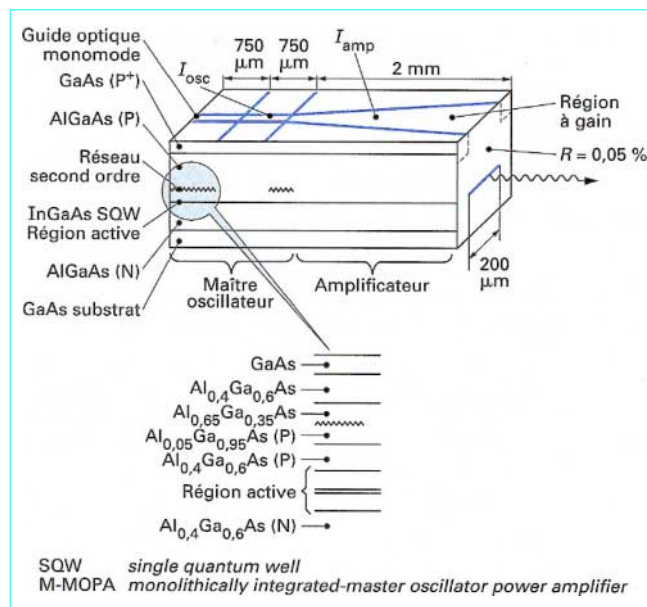 Guide optique
monomode
GaAs (P⁺)
AlGaAs (P)
Réseau
second ordre
InGaAs SQW
Région active
AlGaAs (N)
GaAs substrat
I_osc
750
µm
750
µm
I_amp
2 mm
Région
à gain
R = 0,05 %
200
µm
Maître
oscillateur
Amplificateur
GaAs
Al₀,₄Ga₀,₆As
Al₀,₆₅Ga₀,₃₅As
Al₀,₀₅Ga₀,₉₅As (P)
Al₀,₄Ga₀,₆As (P)
Région active
Al₀,₄Ga₀,₆As (N)
SQW single quantum well
M-MOPA monolithically integrated-master oscillator power amplifier